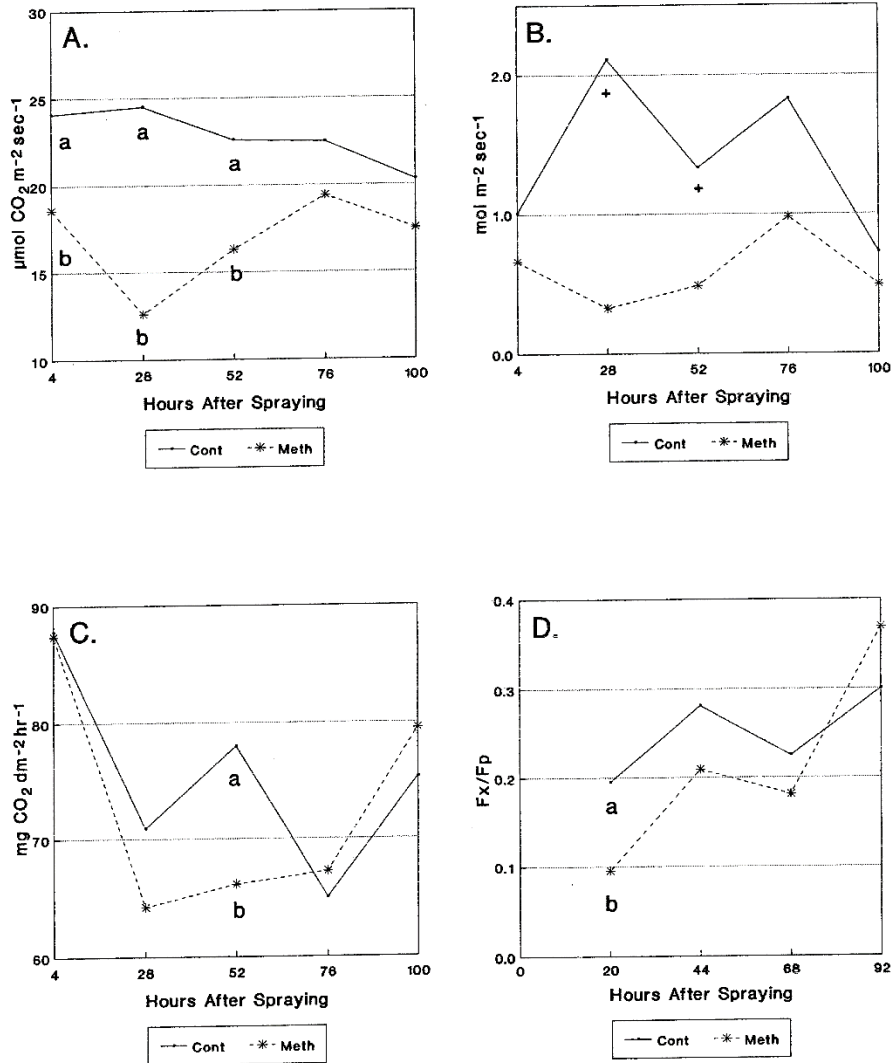 A.
30
25
20
15
10
µmol CO₂ m⁻² sec⁻¹
a
a
a
b
b
b
4 28 52 76 100
Hours After Spraying
Cont Meth
B.
2.0
1.0
0.0
mol m⁻² sec⁻¹
+
+
4 28 52 76 100
Hours After Spraying
Cont Meth
C.
90
80
70
60
mg CO₂ dm⁻² hr⁻¹
a
b
4 28 52 76 100
Hours After Spraying
Cont Meth
D.
0.4
0.3
0.2
0.1
0.0
Fx/Fp
a
b
0 20 44 68 92
Hours After Spraying
Cont Meth